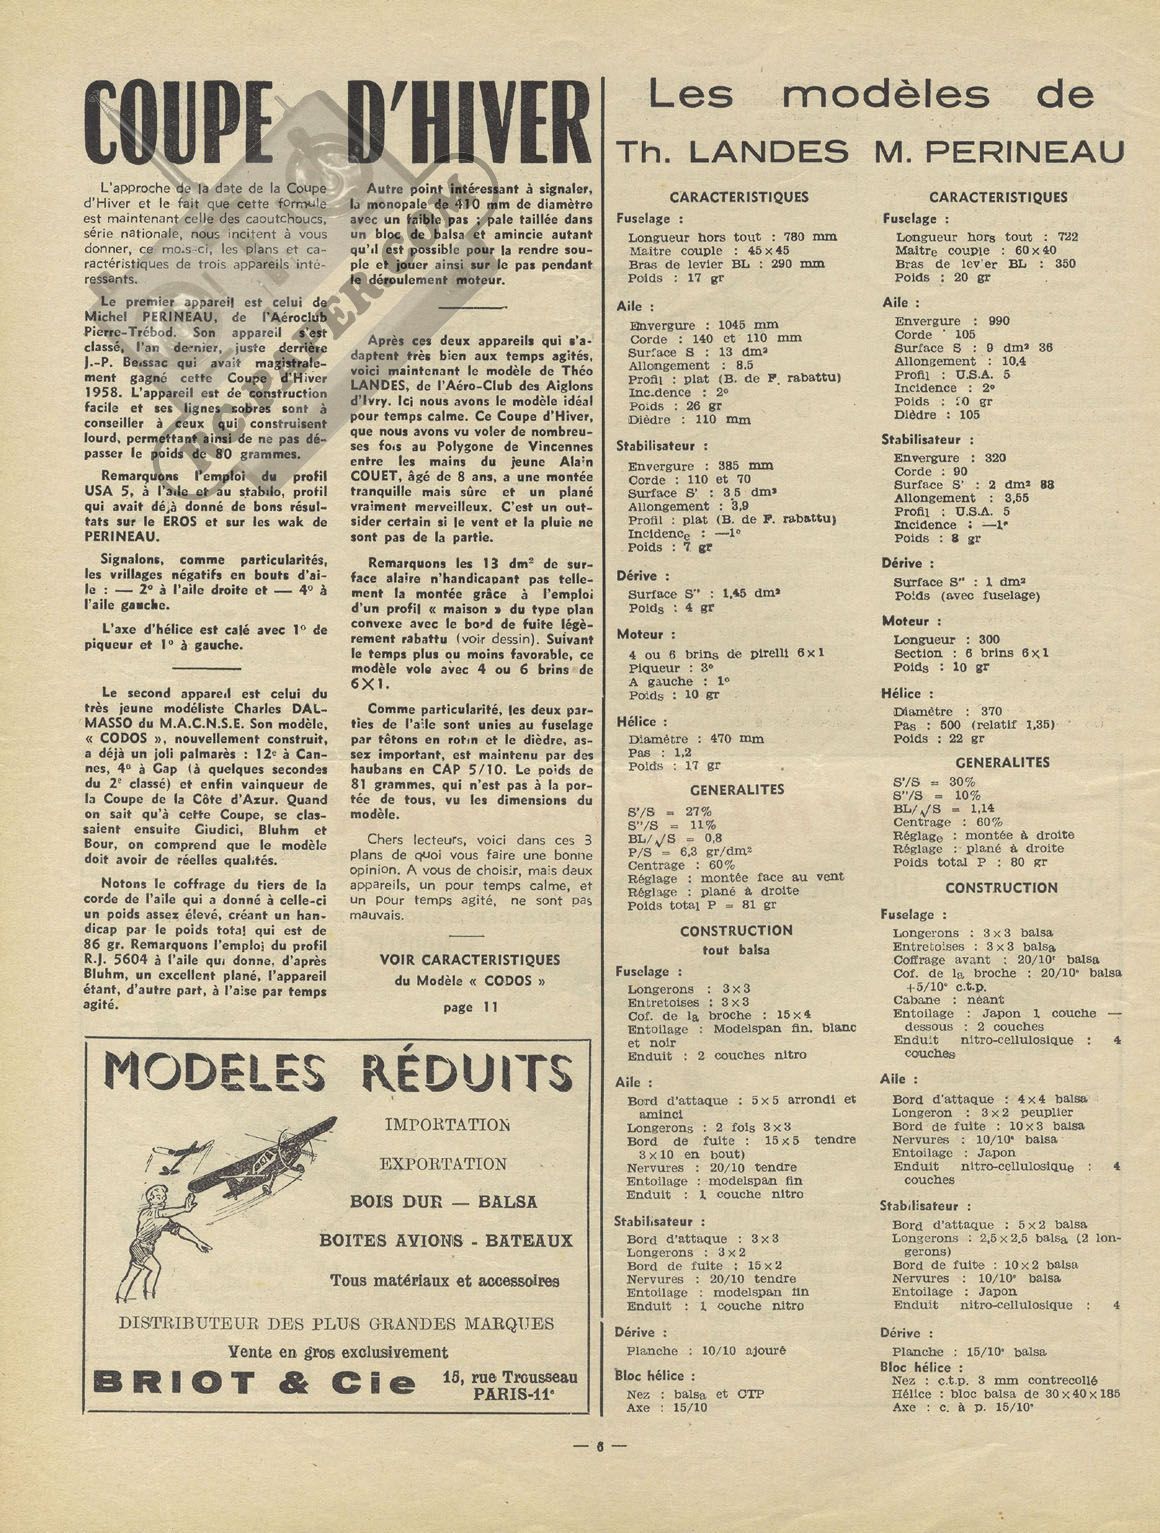 COUPE D'HIVER
L'approche de la date de la Coupe
d'Hiver et le fait que cette formule
est maintenant celle des caoutchoucs,
série nationale, nous incitent à vous
donner, ce mois-ci, les plans et ca-
ractéristiques de trois appareils inté-
ressants.
Le premier appareil est celui de
Michel PERINEAU, de l'Aéroclub
Pierre-Trébod. Son appareil s'est
classé, l'an dernier, juste derrière
J.-P. Beissac qui avait magistrale-
ment gagné cette Coupe d'Hiver
1958. L'appareil est de construction
facile et ses lignes sobres sont à
conseiller à ceux qui construisent
lourd, permettant ainsi de ne pas dé-
passer le poids de 80 grammes.
Remarquons l'emploi du profil
USA 5, à l'aile et au stabilo, profil
qui avait déjà donné de bons résul-
tats sur le EROS et sur les wak de
PERINEAU.
Signalons, comme particularités,
les vrillages négatifs en bouts d'ai-
le : — 2° à l'aile droite et — 4° à
l'aile gauche.
L'axe d'hélice est calé avec 1° de
piqueur et 1° à gauche.
Le second appareil est celui du
très jeune modéliste Charles DAL-
MASSO du M.A.C.N.S.E. Son modèle,
« CODOS », nouvellement construit,
a déjà un joli palmarès : 12e à Can-
nes, 4e à Gap (à quelques secondes
du 2e classé) et enfin vainqueur de
la Coupe de la Côte d'Azur. Quand
on sait qu'à cette Coupe, se clas-
saient ensuite Giudici, Bluhm et
Bour, on comprend que le modèle
doit avoir de réelles qualités.
Notons le coffrage du tiers de la
corde de l'aile qui a donné à celle-ci
un poids assez élevé, créant un han-
dicap par le poids total qui est de
86 gr. Remarquons l'emploi du profil
R.J. 5604 à l'aile qui donne, d'après
Bluhm, un excellent plané, l'appareil
étant, d'autre part, à l'aise par temps
agité.
Autre point intéressant à signaler,
la monopale de 410 mm de diamètre
avec un faible pas ; pale taillée dans
un bloc de balsa et amincie autant
qu'il est possible pour la rendre sou-
ple et jouer ainsi sur le pas pendant
le déroulement moteur.
Après ces deux appareils qui s'a-
daptent très bien aux temps agités,
voici maintenant le modèle de Théo
LANDES, de l'Aéro-Club des Aiglons
d'Ivry. Ici nous avons le modèle idéal
pour temps calme. Ce Coupe d'Hiver,
que nous avons vu voler de nombreu-
ses fois au Polygone de Vincennes
entre les mains du jeune Alain
COUET, âgé de 8 ans, a une montée
tranquille mais sûre et un plané
vraiment merveilleux. C'est un out-
sider certain si le vent et la pluie ne
sont pas de la partie.
Remarquons les 13 dm² de sur-
face alaire n'handicapant pas telle-
ment la montée grâce à l'emploi
d'un profil « maison » du type plan
convexe avec le bord de fuite légè-
rement rabattu (voir dessin). Suivant
le temps plus ou moins favorable, ce
modèle vole avec 4 ou 6 brins de
6X1.
Comme particularité, les deux par-
ties de l'aile sont unies au fuselage
par têtons en rotin et le dièdre, as-
sez important, est maintenu par des
haubans en CAP 5/10. Le poids de
81 grammes, qui n'est pas à la por-
tée de tous, vu les dimensions du
modèle.
Chers lecteurs, voici dans ces 3
plans de quoi vous faire une bonne
opinion. A vous de choisir, mais deux
appareils, un pour temps calme, et
un pour temps agité, ne sont pas
mauvais.
VOIR CARACTERISTIQUES
du Modèle « CODOS »
page 11
MODELES RÉDUITS
IMPORTATION
EXPORTATION
BOIS DUR — BALSA
BOITES AVIONS - BATEAUX
Tous matériaux et accessoires
DISTRIBUTEUR DES PLUS GRANDES MARQUES
Vente en gros exclusivement
BRIOT & Cie
15, rue Trousseau
PARIS-11e
Les modèles de
Th. LANDES M. PERINEAU
CARACTERISTIQUES
Fuselage :
Longueur hors tout : 780 mm
Maître couple : 45 × 45
Bras de levier BL : 290 mm
Poids : 17 gr
Aile :
Envergure : 1045 mm
Corde : 140 et 110 mm
Surface S : 13 dm²
Allongement : 8.5
Profil : plat (B. de F. rabattu)
Incidence : 2°
Poids : 26 gr
Dièdre : 110 mm
Stabilisateur :
Envergure : 385 mm
Corde : 110 et 70
Surface S' : 3,5 dm²
Allongement : 3,9
Profil : plat (B. de F. rabattu)
Incidence : —1°
Poids : 7 gr
Dérive :
Surface S" : 1,45 dm²
Poids : 4 gr
Moteur :
4 ou 6 brins de pirelli 6 × 1
Piqueur : 3°
A gauche : 1°
Poids : 10 gr
Hélice :
Diamètre : 470 mm
Pas : 1,2
Poids : 17 gr
GENERALITES
S'/S = 27%
S"/S = 11%
BL/√S = 0,8
P/S = 6,3 gr/dm²
Centrage : 60%
Réglage : montée face au vent
Réglage : plané à droite
Poids total P = 81 gr
CONSTRUCTION
tout balsa
Fuselage :
Longerons : 3 × 3
Entretoises : 3 × 3
Cof. de la broche : 15 × 4
Entoilage : Modelspan fin. blanc
et noir
Enduit : 2 couches nitro
Aile :
Bord d'attaque : 5 × 5 arrondi et
aminci
Longerons : 2 fois 3 × 3
Bord de fuite : 15 × 5 tendre
3 × 10 en bout)
Nervures : 20/10 tendre
Entoilage : modelspan fin
Enduit : 1 couche nitro
Stabilisateur :
Bord d'attaque : 3 × 3
Longerons : 3 × 2
Bord de fuite : 15 × 2
Nervures : 20/10 tendre
Entoilage : modelspan fin
Enduit : 1 couche nitro
Dérive :
Planche : 10/10 ajouré
Bloc hélice :
Nez : balsa et CTP
Axe : 15/10
CARACTERISTIQUES
Fuselage :
Longueur hors tout : 722
Maître couple : 60 × 40
Bras de levier BL : 350
Poids : 20 gr
Aile :
Envergure : 990
Corde 105
Surface S : 9 dm² 36
Allongement : 10,4
Profil : U.S.A. 5
Incidence : 2°
Poids : 20 gr
Dièdre : 105
Stabilisateur :
Envergure : 320
Corde : 90
Surface S' : 2 dm² 88
Allongement : 3,55
Profil : U.S.A. 5
Incidence : —1°
Poids : 8 gr
Dérive :
Surface S" : 1 dm²
Poids (avec fuselage)
Moteur :
Longueur : 300
Section : 6 brins 6 × 1
Poids : 10 gr
Hélice :
Diamètre : 370
Pas : 500 (relatif 1,35)
Poids : 22 gr
GENERALITES
S'/S = 30%
S"/S = 10%
BL/√S = 1,14
Centrage : 60%
Réglage : montée à droite
Réglage : plané à droite
Poids total P : 80 gr
CONSTRUCTION
Fuselage :
Longerons : 3 × 3 balsa
Entretoises : 3 × 3 balsa
Coffrage avant : 20/10e balsa
Cof. de la broche : 20/10e balsa
+5/10e c.t.p.
Cabane : néant
Entoilage : Japon 1 couche —
dessous : 2 couches
Enduit nitro-cellulosique : 4
couches
Aile :
Bord d'attaque : 4 × 4 balsa
Longeron : 3 × 2 peuplier
Bord de fuite : 10 × 3 balsa
Nervures : 10/10e balsa
Entoilage : Japon
Enduit nitro-cellulosique : 4
couches
Stabilisateur :
Bord d'attaque : 5 × 2 balsa
Longerons : 2,5 × 2,5 balsa (2 lon-
gerons)
Bord de fuite : 10 × 2 balsa
Nervures : 10/10e balsa
Entoilage : Japon
Enduit nitro-cellulosique : 4
Dérive :
Planche : 15/10e balsa
Bloc hélice :
Nez : c.t.p. 3 mm contrecollé
Hélice : bloc balsa de 30 × 40 × 185
Axe : c. à p. 15/10e
— 6 —
RCBAFFER.COM